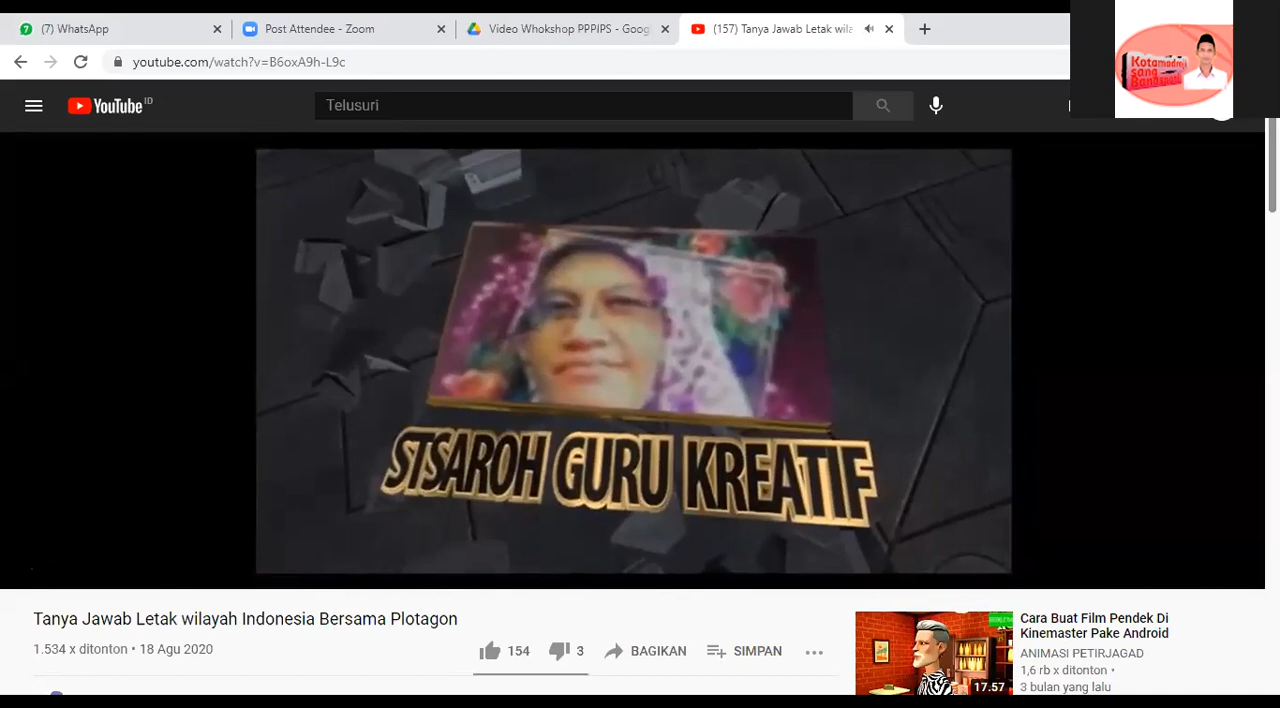 (7) WhatsApp
Post Attendee - Zoom
Video Whokshop PPPIPS - Goog
(157) Tanya Jawab Letak wila
youtube.com/watch?v=B6oxA9h-L9c
YouTube ID
Telusuri
Kotamadreji
sang
STSAROH GURU KREATIF
Tanya Jawab Letak wilayah Indonesia Bersama Plotagon
1.534 x ditonton • 18 Agu 2020
154
3
BAGIKAN
SIMPAN
17.57
Cara Buat Film Pendek Di
Kinemaster Pake Android
ANIMASI PETIRJAGAD
1,6 rb x ditonton •
3 bulan yang lalu